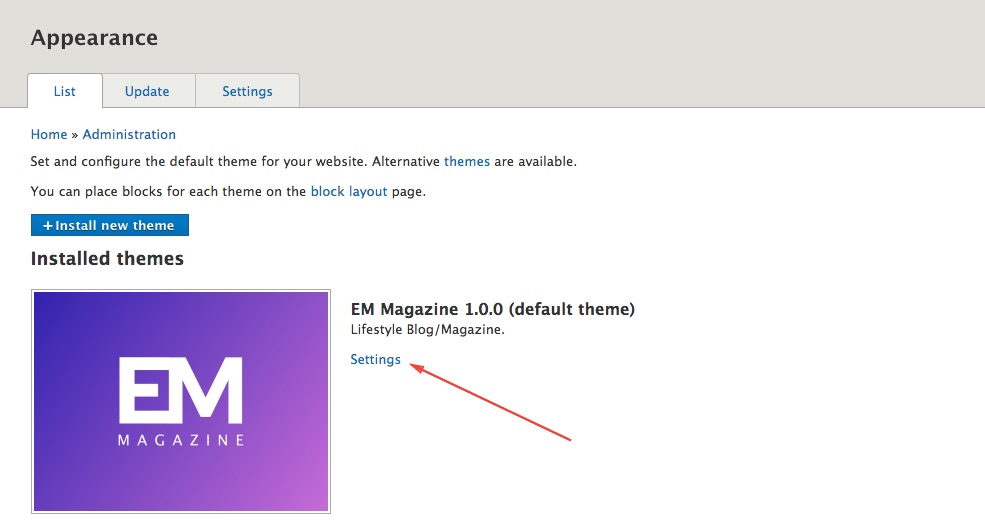 Appearance
List Update Settings
Home » Administration
Set and configure the default theme for your website. Alternative themes are available.
You can place blocks for each theme on the block layout page.
+Install new theme
Installed themes
EM Magazine 1.0.0 (default theme)
Lifestyle Blog/Magazine.
Settings
EM
MAGAZINE